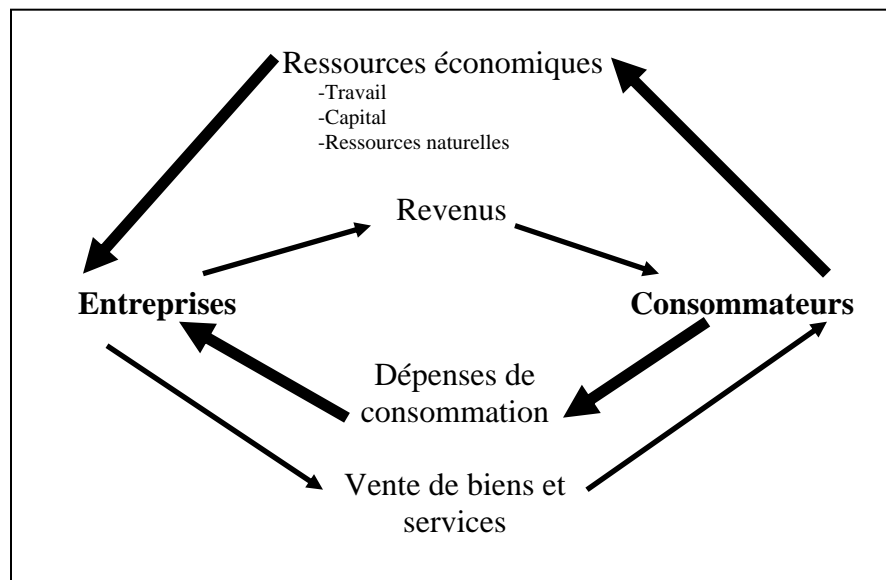 Ressources économiques
-Travail
-Capital
-Ressources naturelles
Revenus
Entreprises
Consommateurs
Dépenses de
consommation
Vente de biens et
services